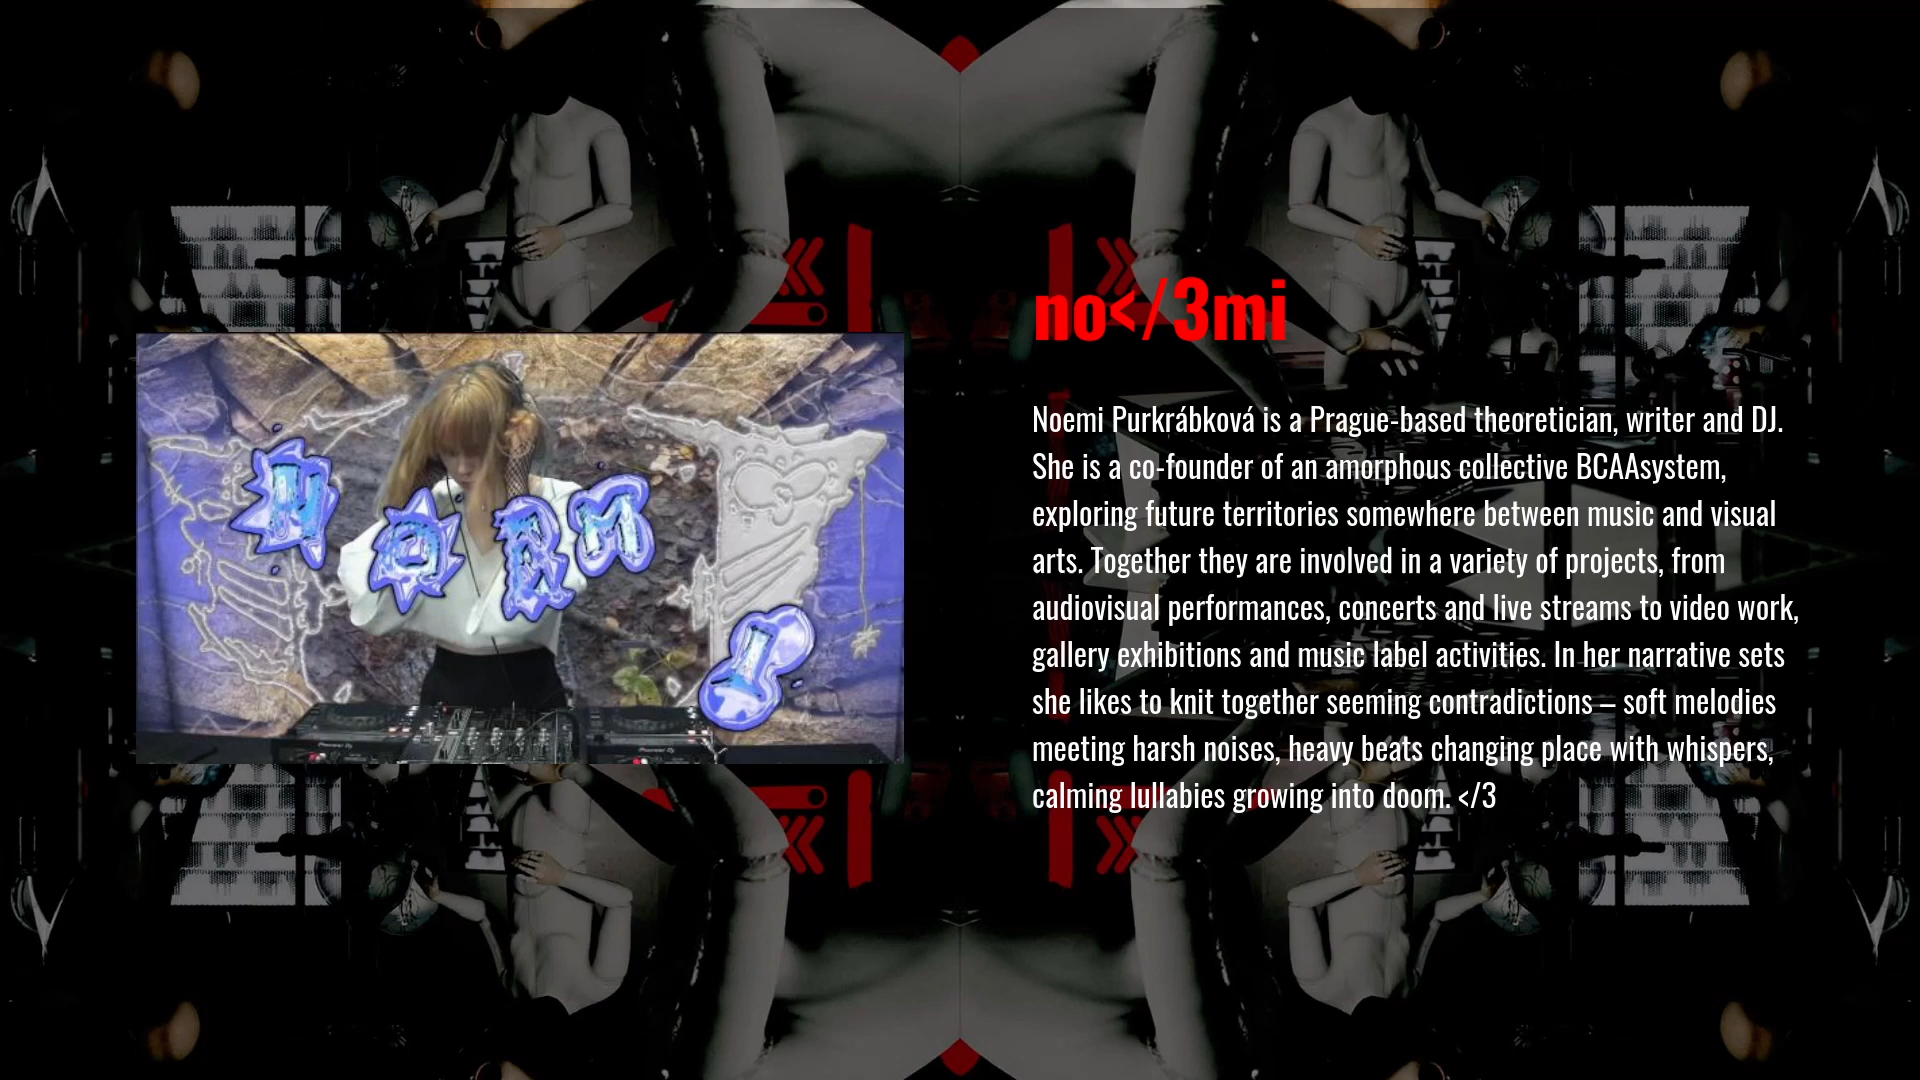 no</3mi
Noemi Purkrábková is a Prague-based theoretician, writer and DJ.
She is a co-founder of an amorphous collective BCAAsystem,
exploring future territories somewhere between music and visual
arts. Together they are involved in a variety of projects, from
audiovisual performances, concerts and live streams to video work,
gallery exhibitions and music label activities. In her narrative sets
she likes to knit together seeming contradictions – soft melodies
meeting harsh noises, heavy beats changing place with whispers,
calming lullabies growing into doom. </3
Pioneer Dj
Pioneer Dj